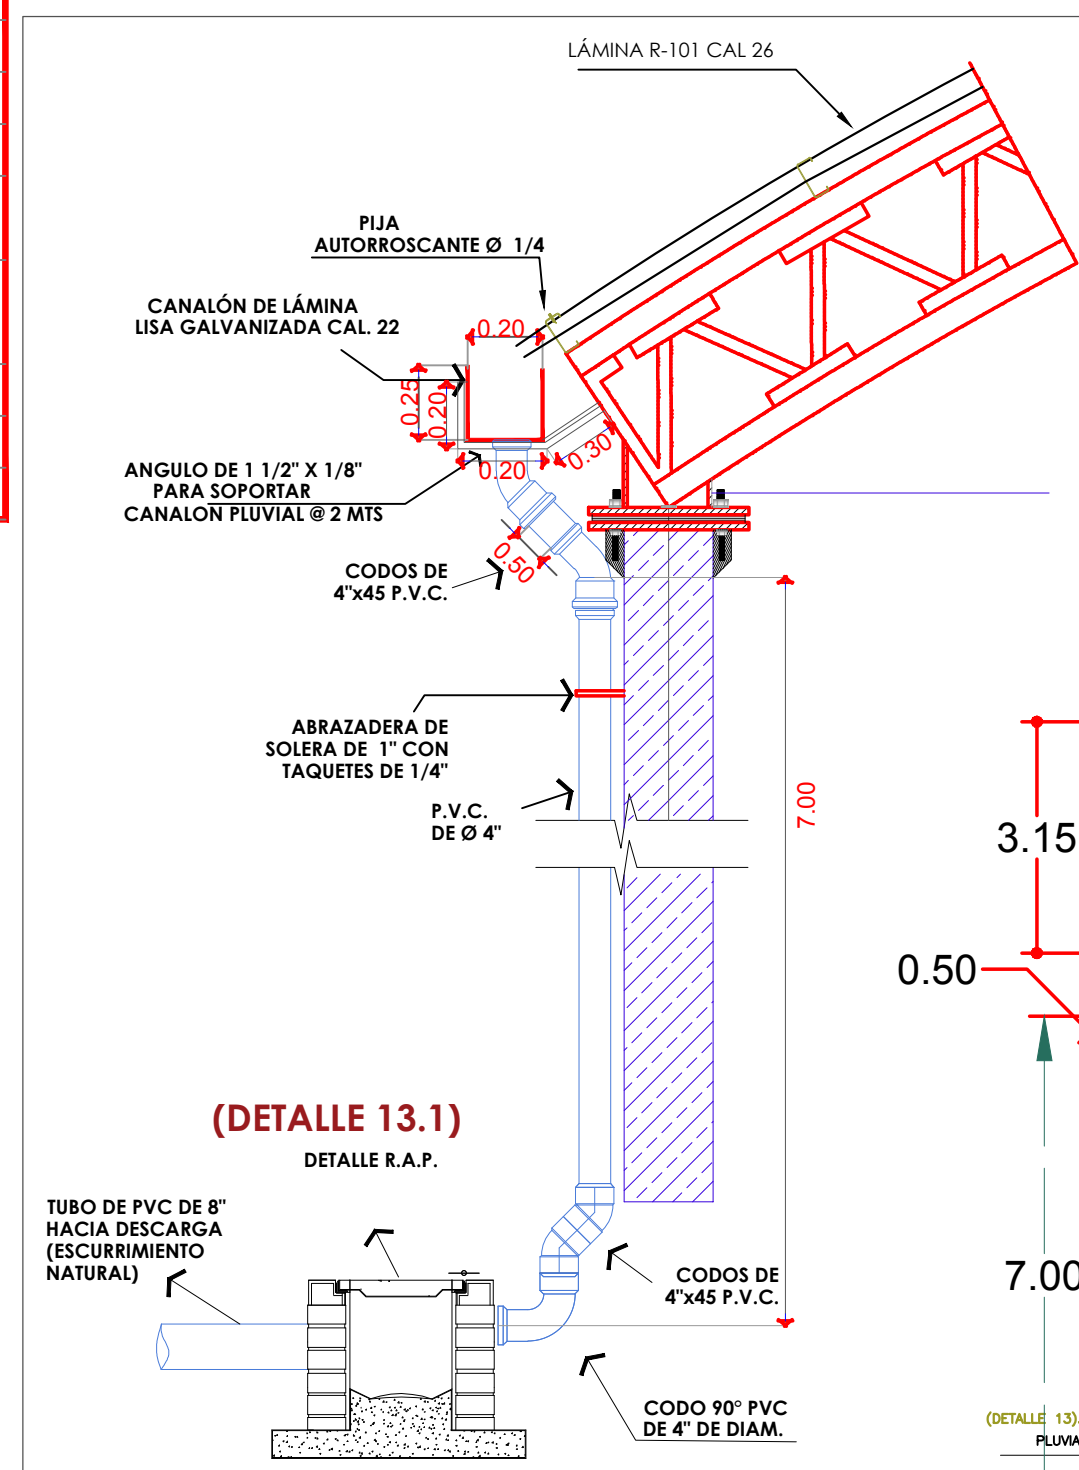 LÁMINA R-101 CAL 26
PIJA
AUTORROSCANTE Ø 1/4
CANALÓN DE LÁMINA
LISA GALVANIZADA CAL. 22
0.20
0.25
0.20
0.20
0.30
ANGULO DE 1 1/2" X 1/8"
PARA SOPORTAR
CANALON PLUVIAL @ 2 MTS
0.50
CODOS DE
4"x45 P.V.C.
ABRAZADERA DE
SOLERA DE 1" CON
TAQUETES DE 1/4"
P.V.C.
DE Ø 4"
7.00
3.15
0.50
(DETALLE 13.1)
DETALLE R.A.P.
TUBO DE PVC DE 8"
HACIA DESCARGA
(ESCURRIMIENTO
NATURAL)
CODOS DE
4"x45 P.V.C.
7.00
CODO 90° PVC
DE 4" DE DIAM.
(DETALLE 13)
PLUVIA